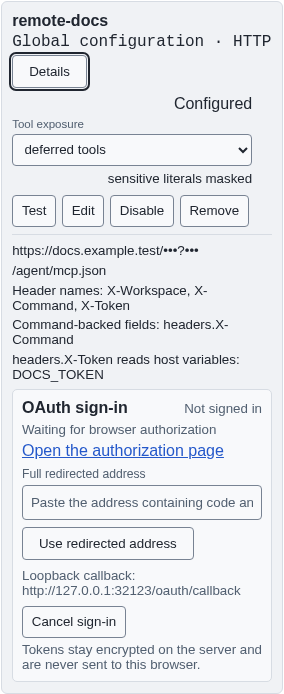 remote-docs
Global configuration · HTTP
Details
Configured
Tool exposure
deferred tools
sensitive literals masked
Test Edit Disable Remove
https://docs.example.test/•••?•••
/agent/mcp.json
Header names: X-Workspace, X-
Command, X-Token
Command-backed fields: headers.X-
Command
headers.X-Token reads host variables:
DOCS_TOKEN
OAuth sign-in Not signed in
Waiting for browser authorization
Open the authorization page
Full redirected address
Paste the address containing code an
Use redirected address
Loopback callback:
http://127.0.0.1:32123/oauth/callback
Cancel sign-in
Tokens stay encrypted on the server and
are never sent to this browser.